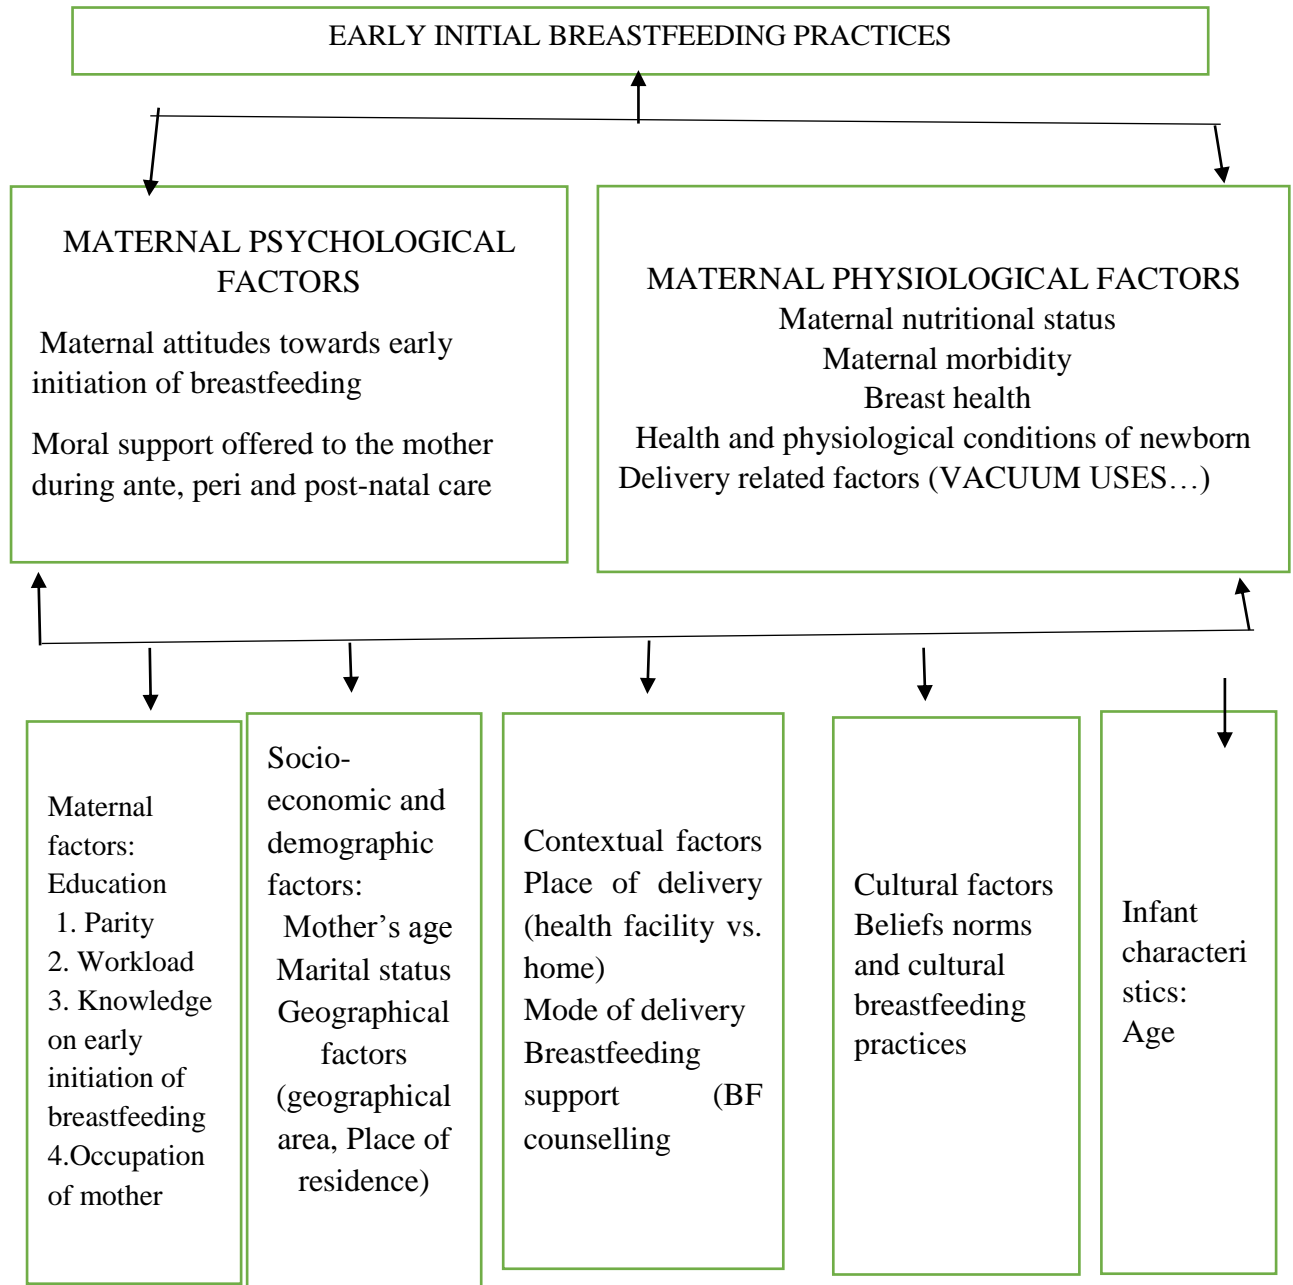 EARLY INITIAL BREASTFEEDING PRACTICES
MATERNAL PSYCHOLOGICAL
FACTORS
Maternal attitudes towards early
initiation of breastfeeding
Moral support offered to the mother
during ante, peri and post-natal care
MATERNAL PHYSIOLOGICAL FACTORS
Maternal nutritional status
Maternal morbidity
Breast health
Health and physiological conditions of newborn
Delivery related factors (VACUUM USES…)
Maternal
factors:
Education
1. Parity
2. Workload
3. Knowledge
on early
initiation of
breastfeeding
4.Occupation
of mother
Socio-
economic and
demographic
factors:
Mother’s age
Marital status
Geographical
factors
(geographical
area, Place of
residence)
Contextual factors
Place of delivery
(health facility vs.
home)
Mode of delivery
Breastfeeding
support (BF
counselling
Cultural factors
Beliefs norms
and cultural
breastfeeding
practices
Infant
characteri
stics:
Age